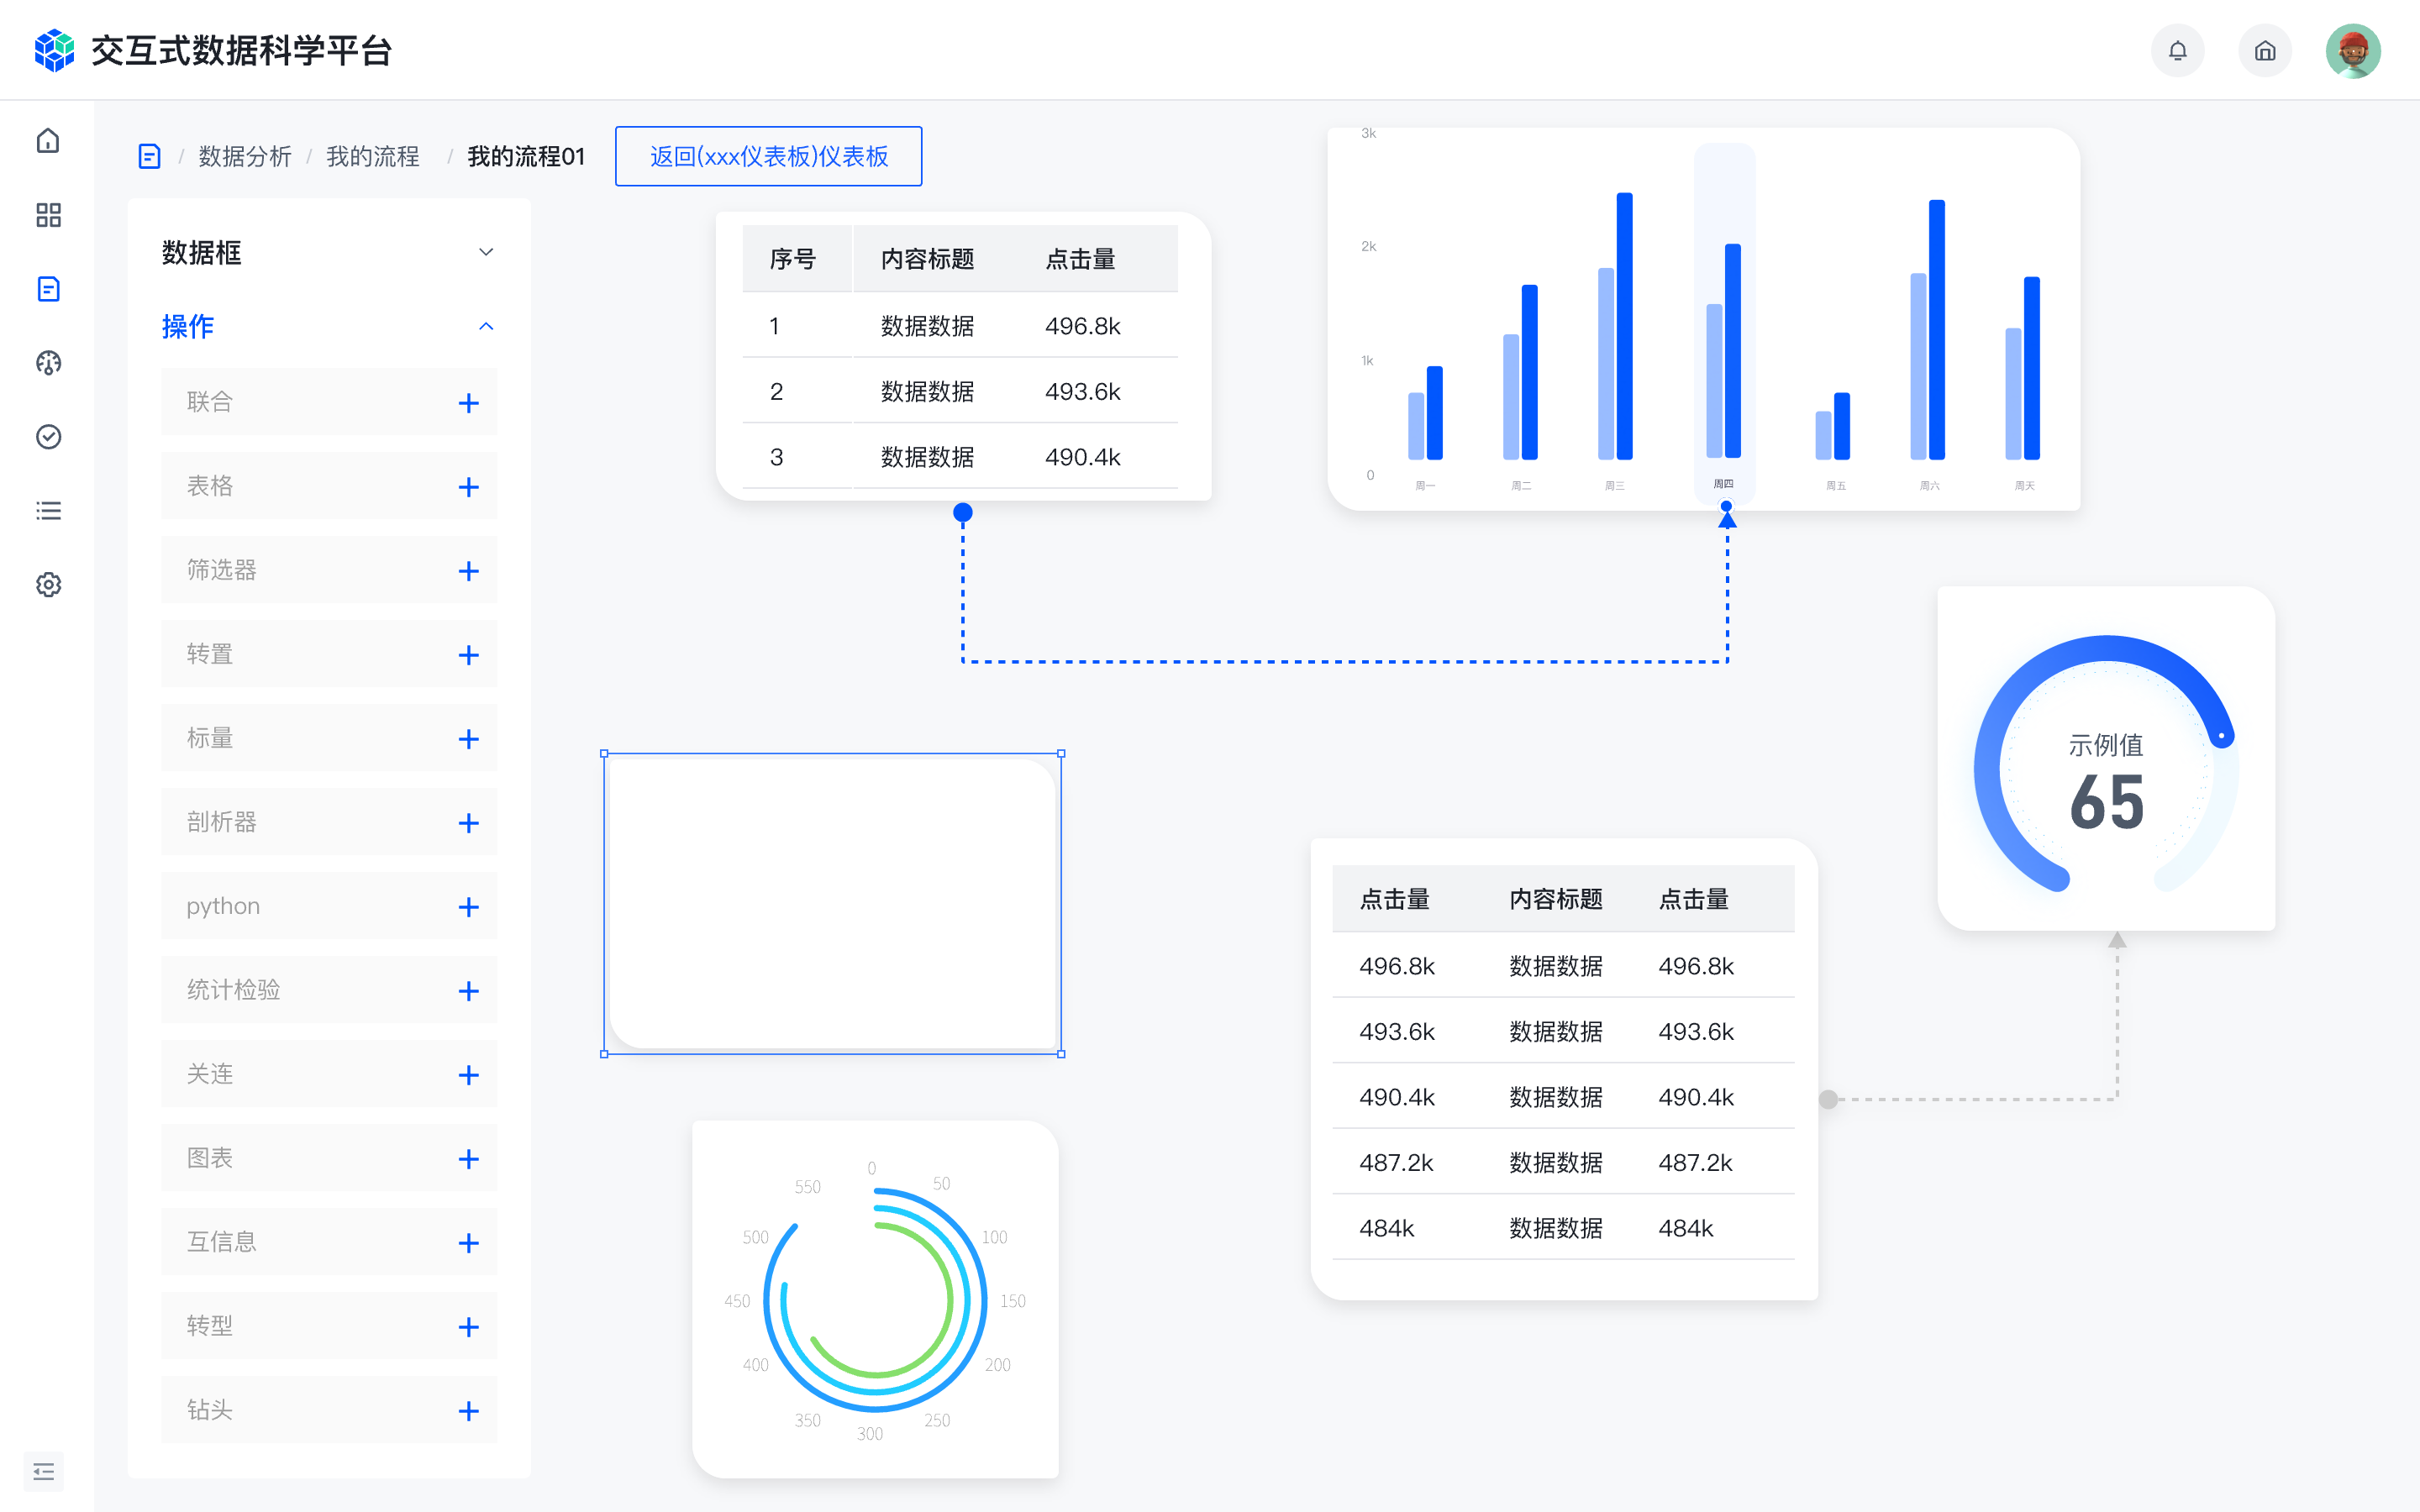 交互式数据科学平台
/ 数据分析 / 我的流程 / 我的流程01 返回(xxx仪表板)仪表板
数据框
操作
联合
表格
筛选器
转置
标量
剖析器
python
统计检验
关连
图表
互信息
转型
钻头
序号 内容标题 点击量
1 数据数据 496.8k
2 数据数据 493.6k
3 数据数据 490.4k
3k
2k
1k
0
周一 周二 周三 周四 周五 周六 周天
示例值
65
点击量 内容标题 点击量
496.8k 数据数据 496.8k
493.6k 数据数据 493.6k
490.4k 数据数据 490.4k
487.2k 数据数据 487.2k
484k 数据数据 484k
0
50
100
150
200
250
300
350
400
450
500
550